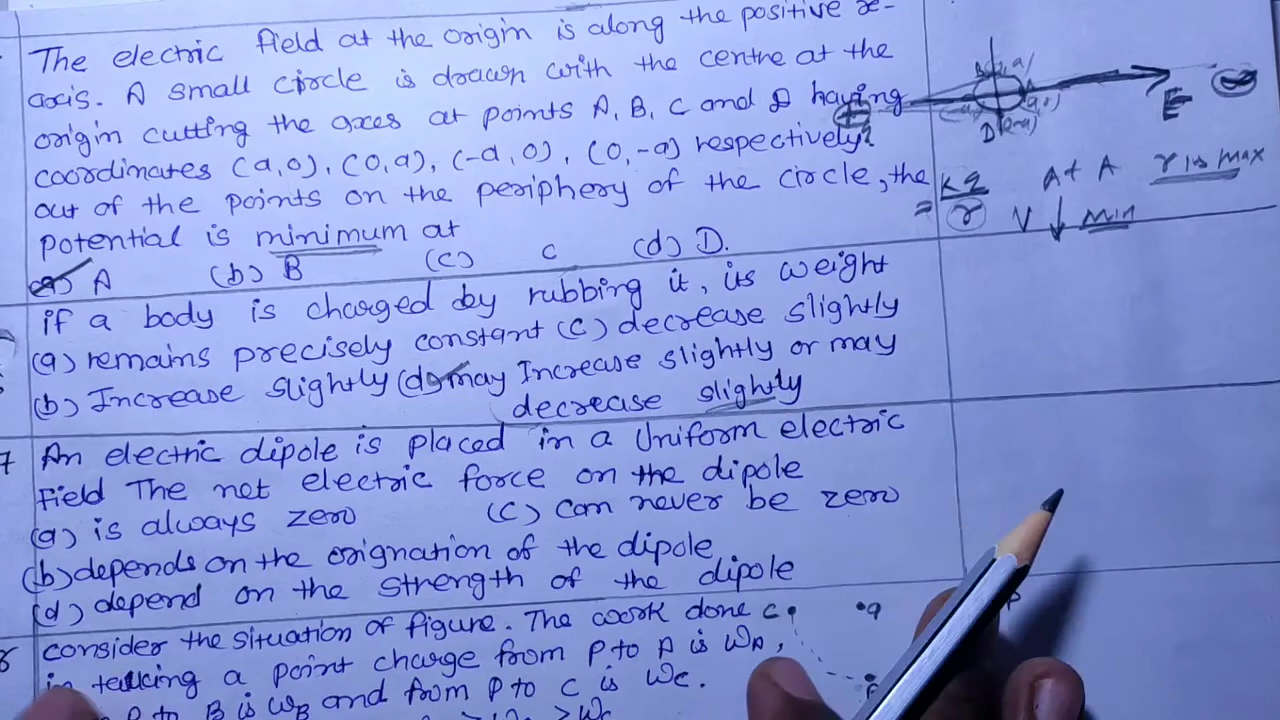 The electric field at the origin is along the positive x-
axis. A small circle is drawn with the centre at the
origin cutting the axes at points A, B, C and D having
coordinates (a,0), (0,a), (-a,0), (0,-a) respectively?
out of the points on the periphery of the circle, the
potential is minimum at
(a) A (b) B (c) C (d) D.
E
D
= Kq
r
At A r is max
V ↓ Min
if a body is charged by rubbing it, its weight
(a) remains precisely constant (c) decrease slightly
(b) Increase slightly (d) may Increase slightly or may
decrease slightly
7 An electric dipole is placed in a Uniform electric
field The net electric force on the dipole
(a) is always zero (c) can never be zero
(b) depends on the orignation of the dipole
(d) depend on the strength of the dipole
8 consider the situation of figure. The work done
in taking a point charge from P to A is WA,
P to B is WB and from P to C is Wc.
C
q
P